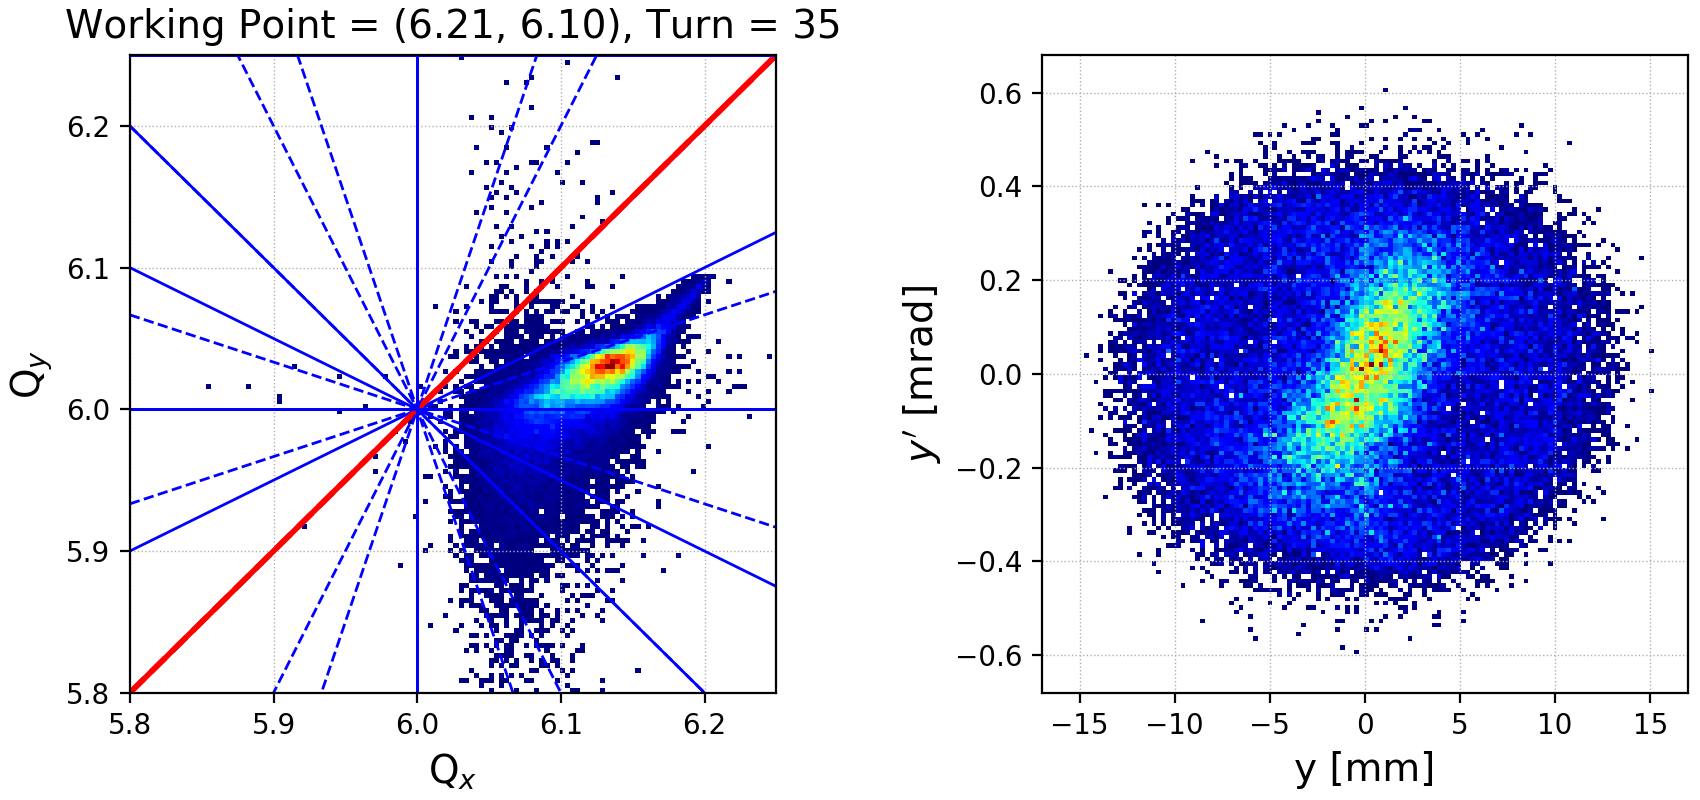 Working Point = (6.21, 6.10), Turn = 35
6.2
6.1
6.0
5.9
5.8
Q_y
5.8 5.9 6.0 6.1 6.2
Q_x
0.6
0.4
0.2
0.0
−0.2
−0.4
−0.6
y′ [mrad]
−15 −10 −5 0 5 10 15
y [mm]